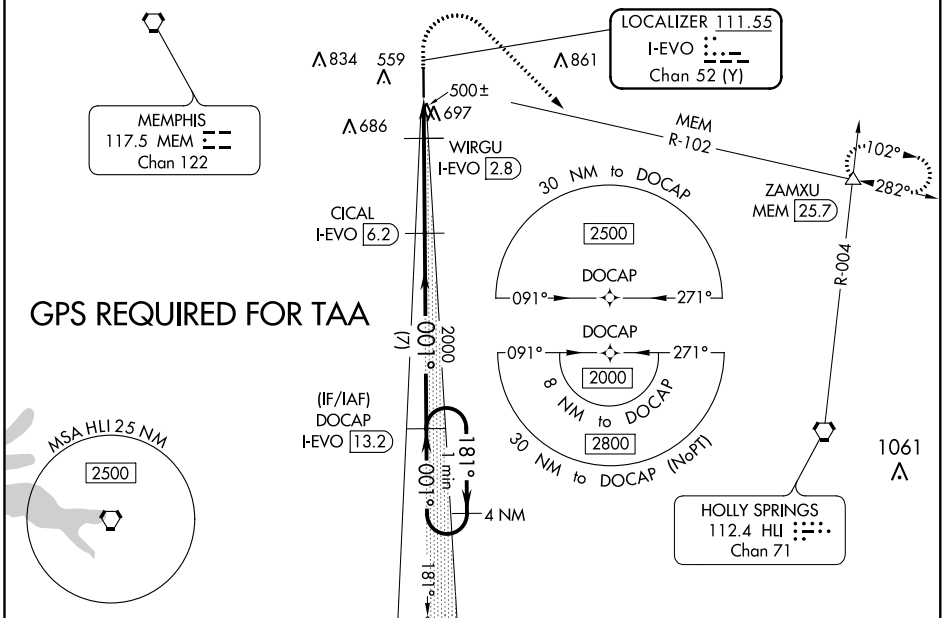 LOCALIZER 111.55
I-EVO
Chan 52 (Y)
834
559
861
500±
697
686
MEMPHIS
117.5 MEM
Chan 122
WIRGU
I-EVO 2.8
MEM
R-102
102°
282°
ZAMXU
MEM 25.7
R-004
CICAL
I-EVO 6.2
30 NM to DOCAP
2500
DOCAP
091°
271°
GPS REQUIRED FOR TAA
001°
2000
(7)
DOCAP
091°
271°
2000
8 NM to DOCAP
2800
30 NM to DOCAP (NoPT)
(IF/IAF)
DOCAP
I-EVO 13.2
181°
1 min
001°
4 NM
181°
MSA HLI 25 NM
2500
1061
HOLLY SPRINGS
112.4 HLI
Chan 71